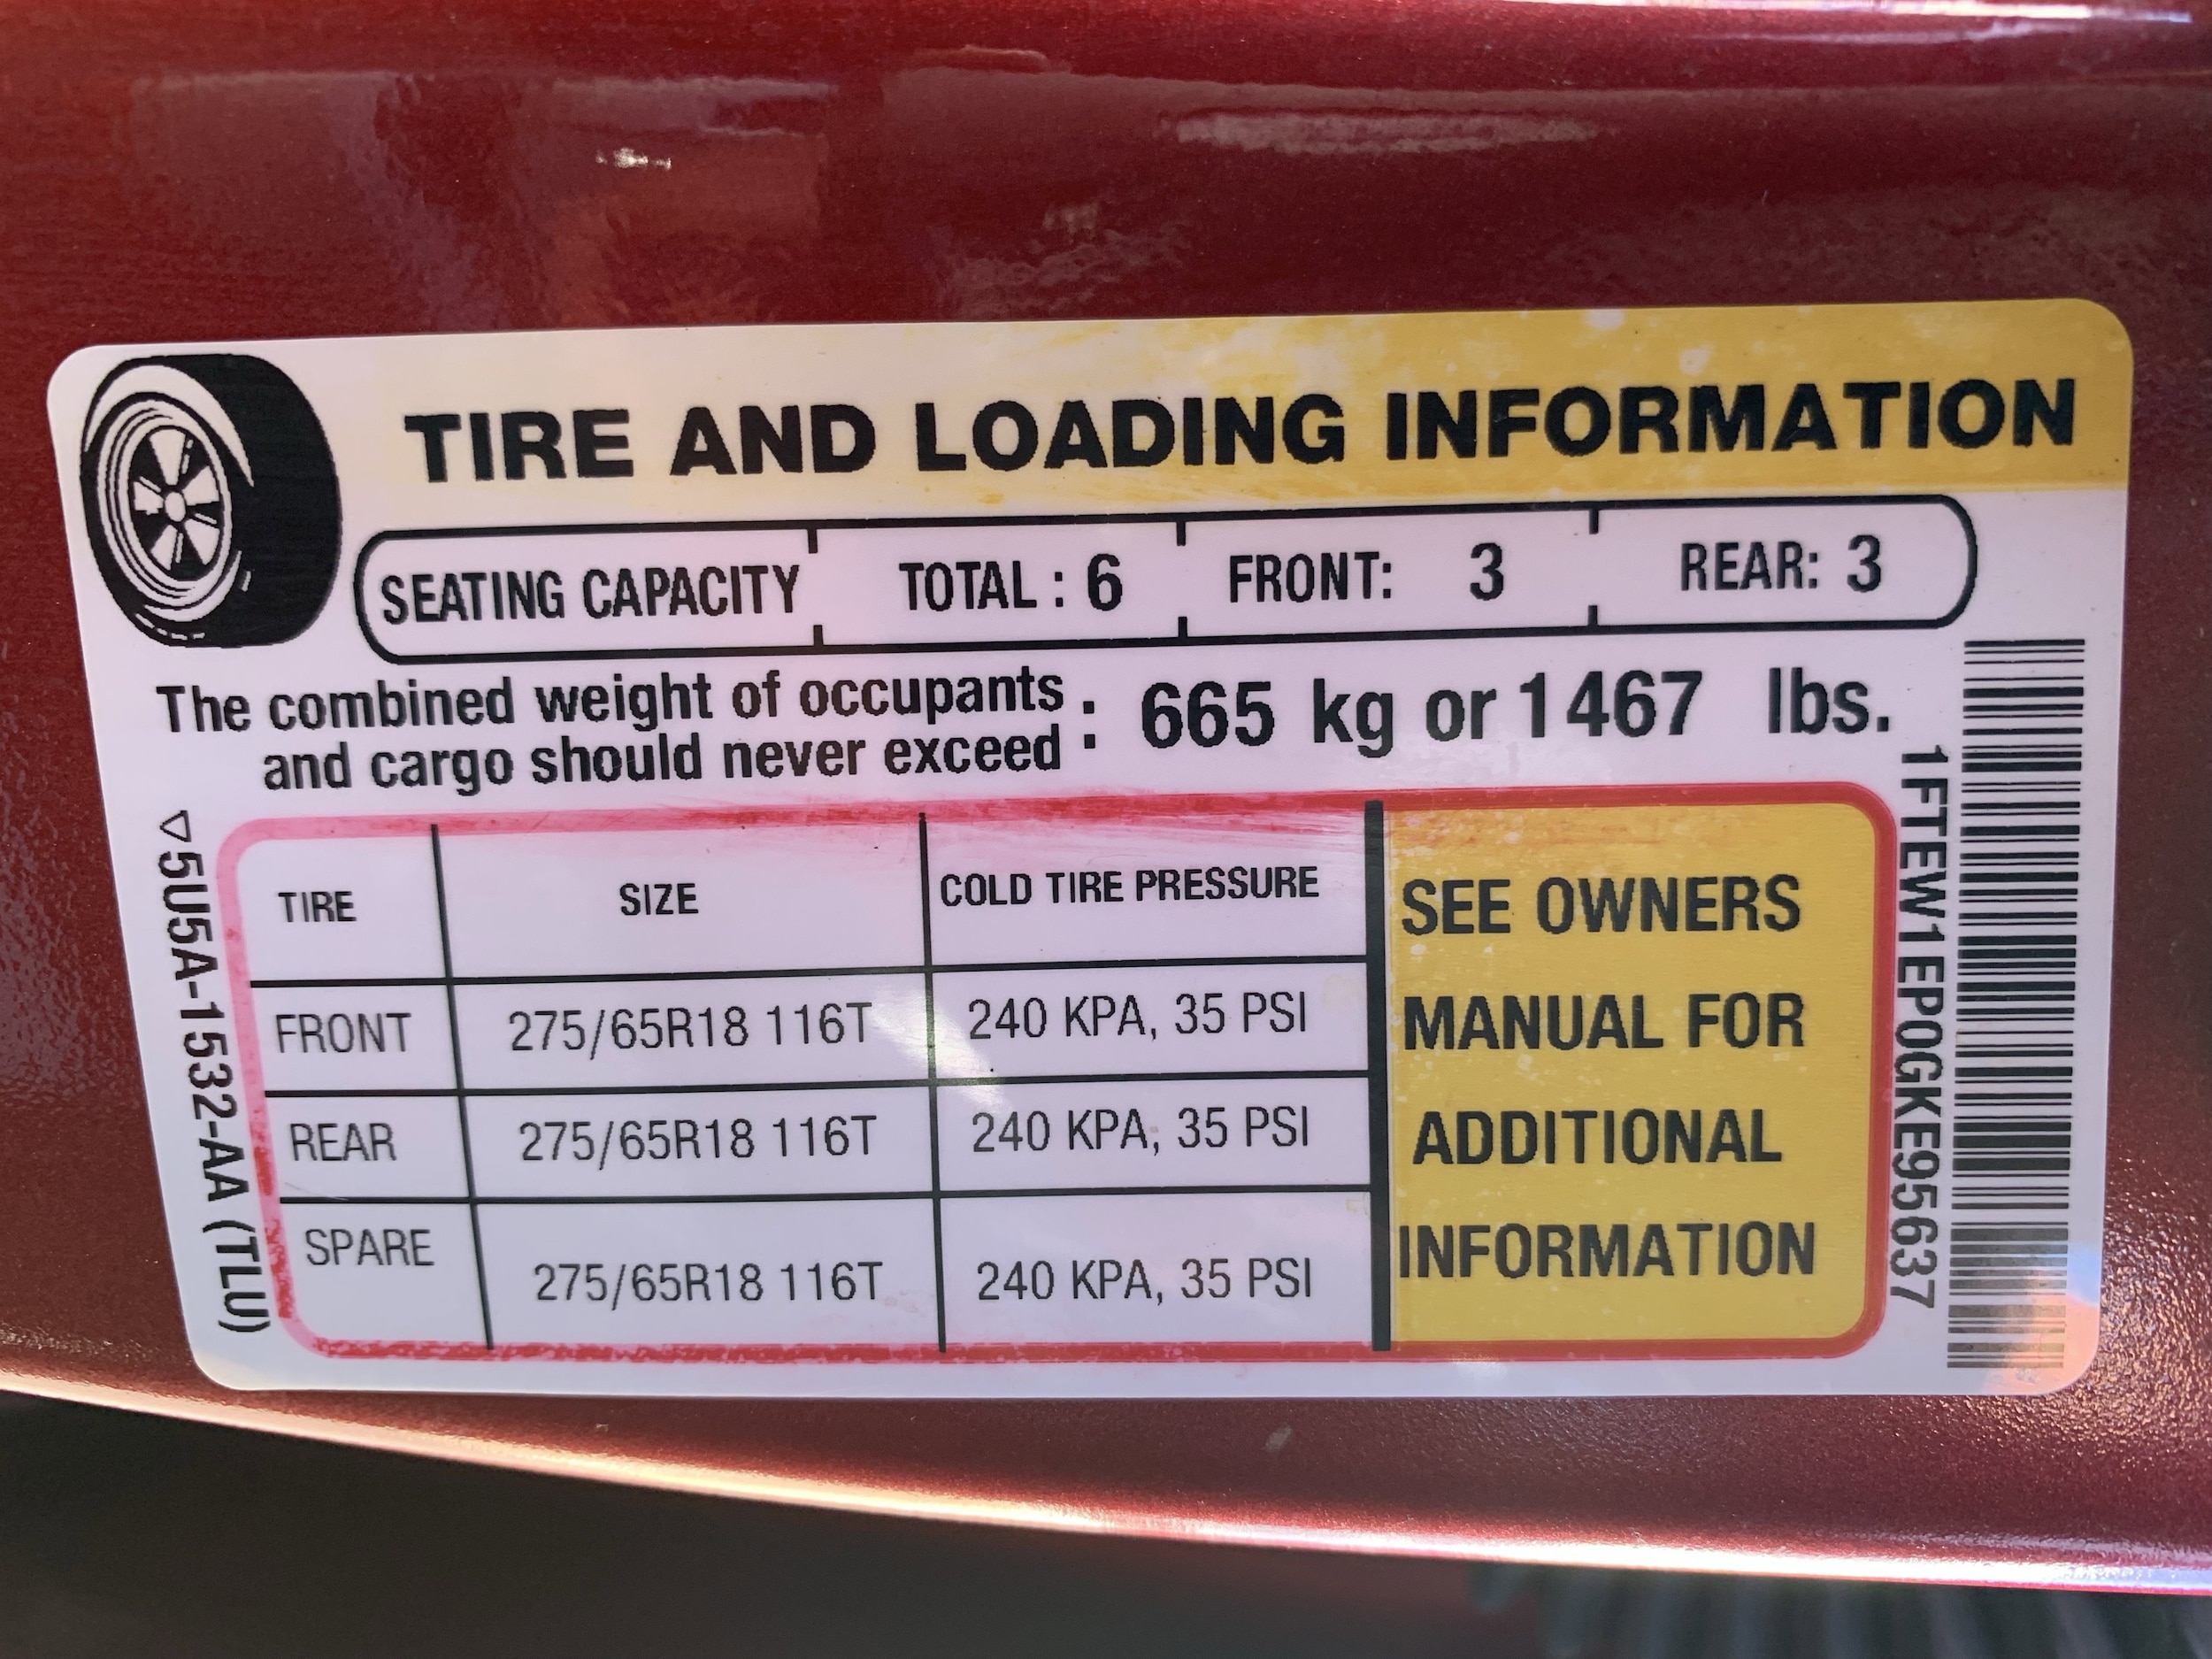 TIRE AND LOADING INFORMATION
SEATING CAPACITY TOTAL : 6 FRONT: 3 REAR: 3
The combined weight of occupants
and cargo should never exceed : 665 kg or 1467 lbs.
TIRE SIZE COLD TIRE PRESSURE
FRONT 275/65R18 116T 240 KPA, 35 PSI
REAR 275/65R18 116T 240 KPA, 35 PSI
SPARE 275/65R18 116T 240 KPA, 35 PSI
SEE OWNERS
MANUAL FOR
ADDITIONAL
INFORMATION
5U5A-1532-AA (TLU)
1FTEW1EP0GKE95637